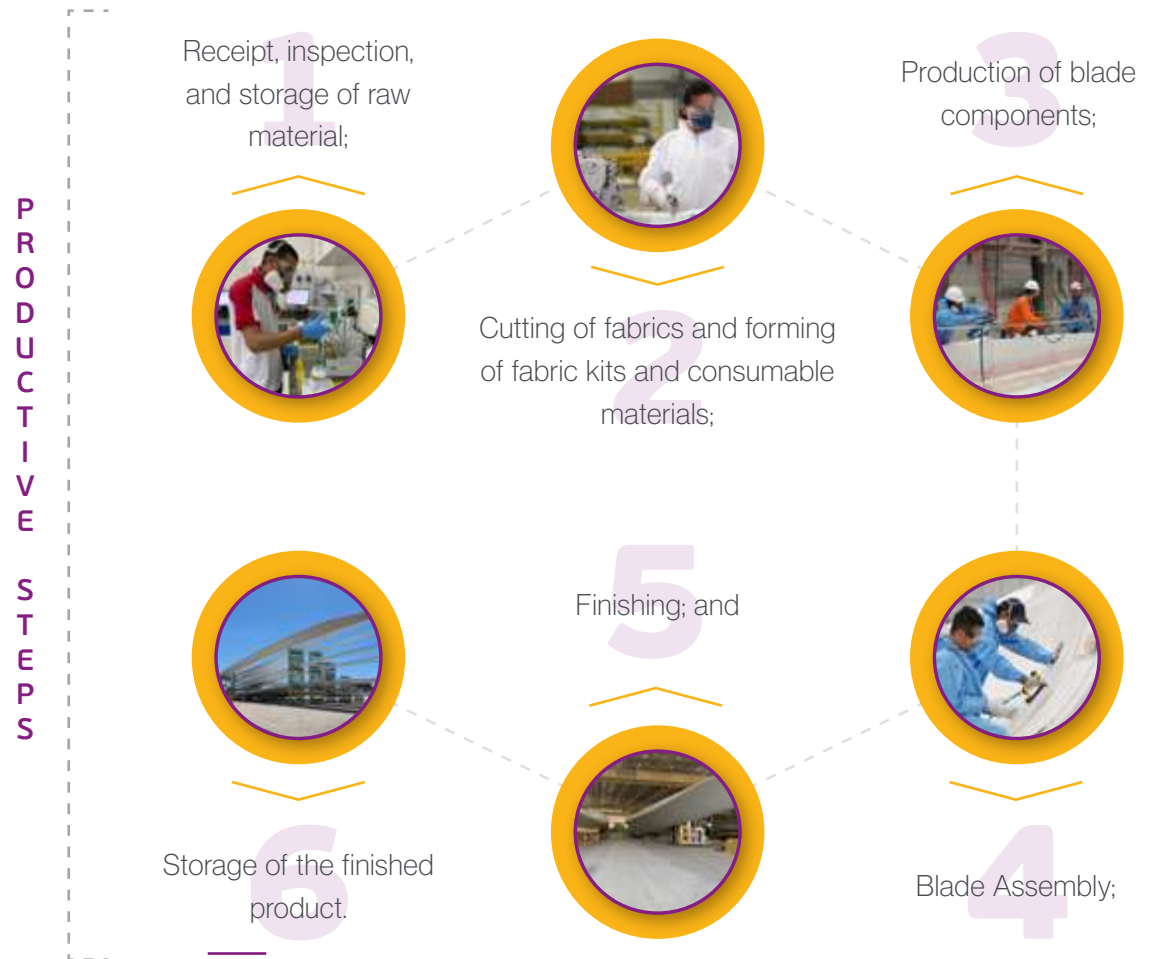 PRODUCTIVE STEPS
1
Receipt, inspection,
and storage of raw
material;
2
Cutting of fabrics and forming
of fabric kits and consumable
materials;
3
Production of blade
components;
4
Blade Assembly;
5
Finishing; and
6
Storage of the finished
product.